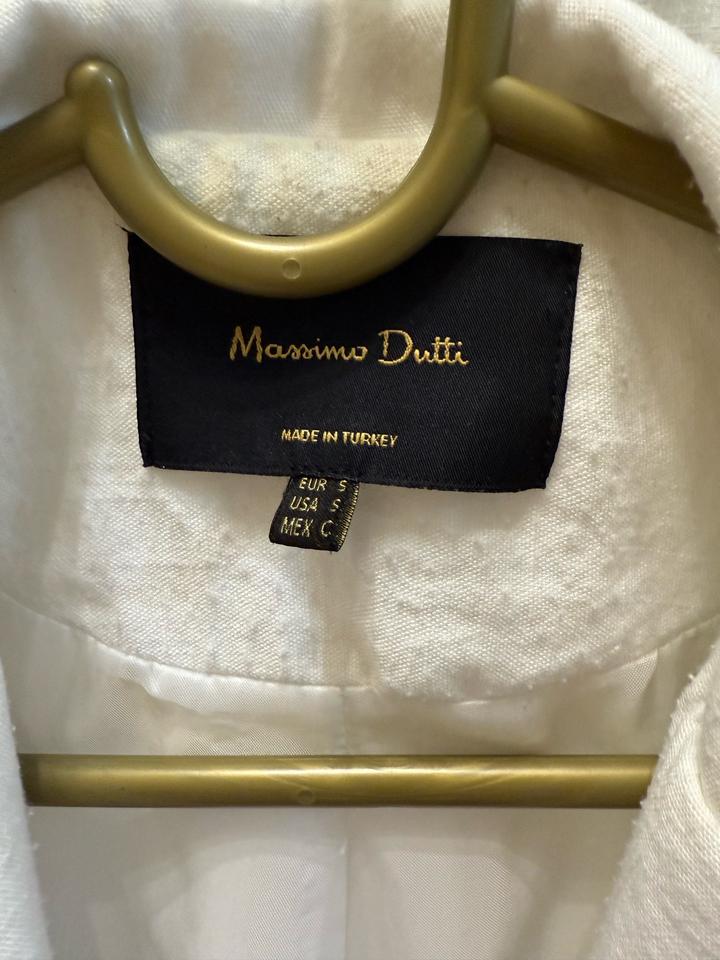 Massimo Dutti
MADE IN TURKEY
EUR S
USA S
MEX C